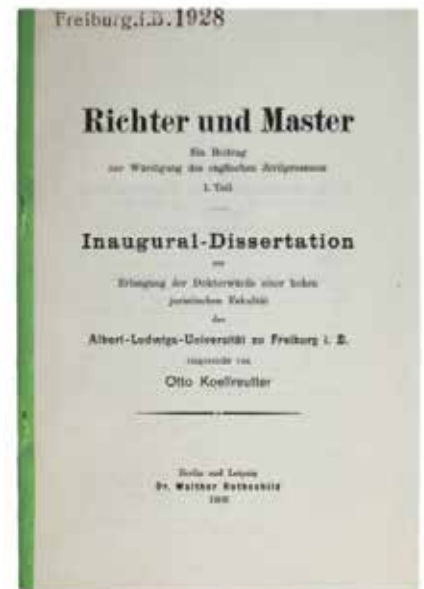 Freiburg,i.B.1928
Richter und Master
Ein Beitrag
zur Würdigung des englischen Zivilprozesses
I. Teil
Inaugural-Dissertation
zur
Erlangung der Doktorwürde einer hohen
juristischen Fakultät
der
Albert-Ludwigs-Universität zu Freiburg i. B.
vorgelegt von
Otto Koellreutter
Berlin und Leipzig
Dr. Walther Rothschild